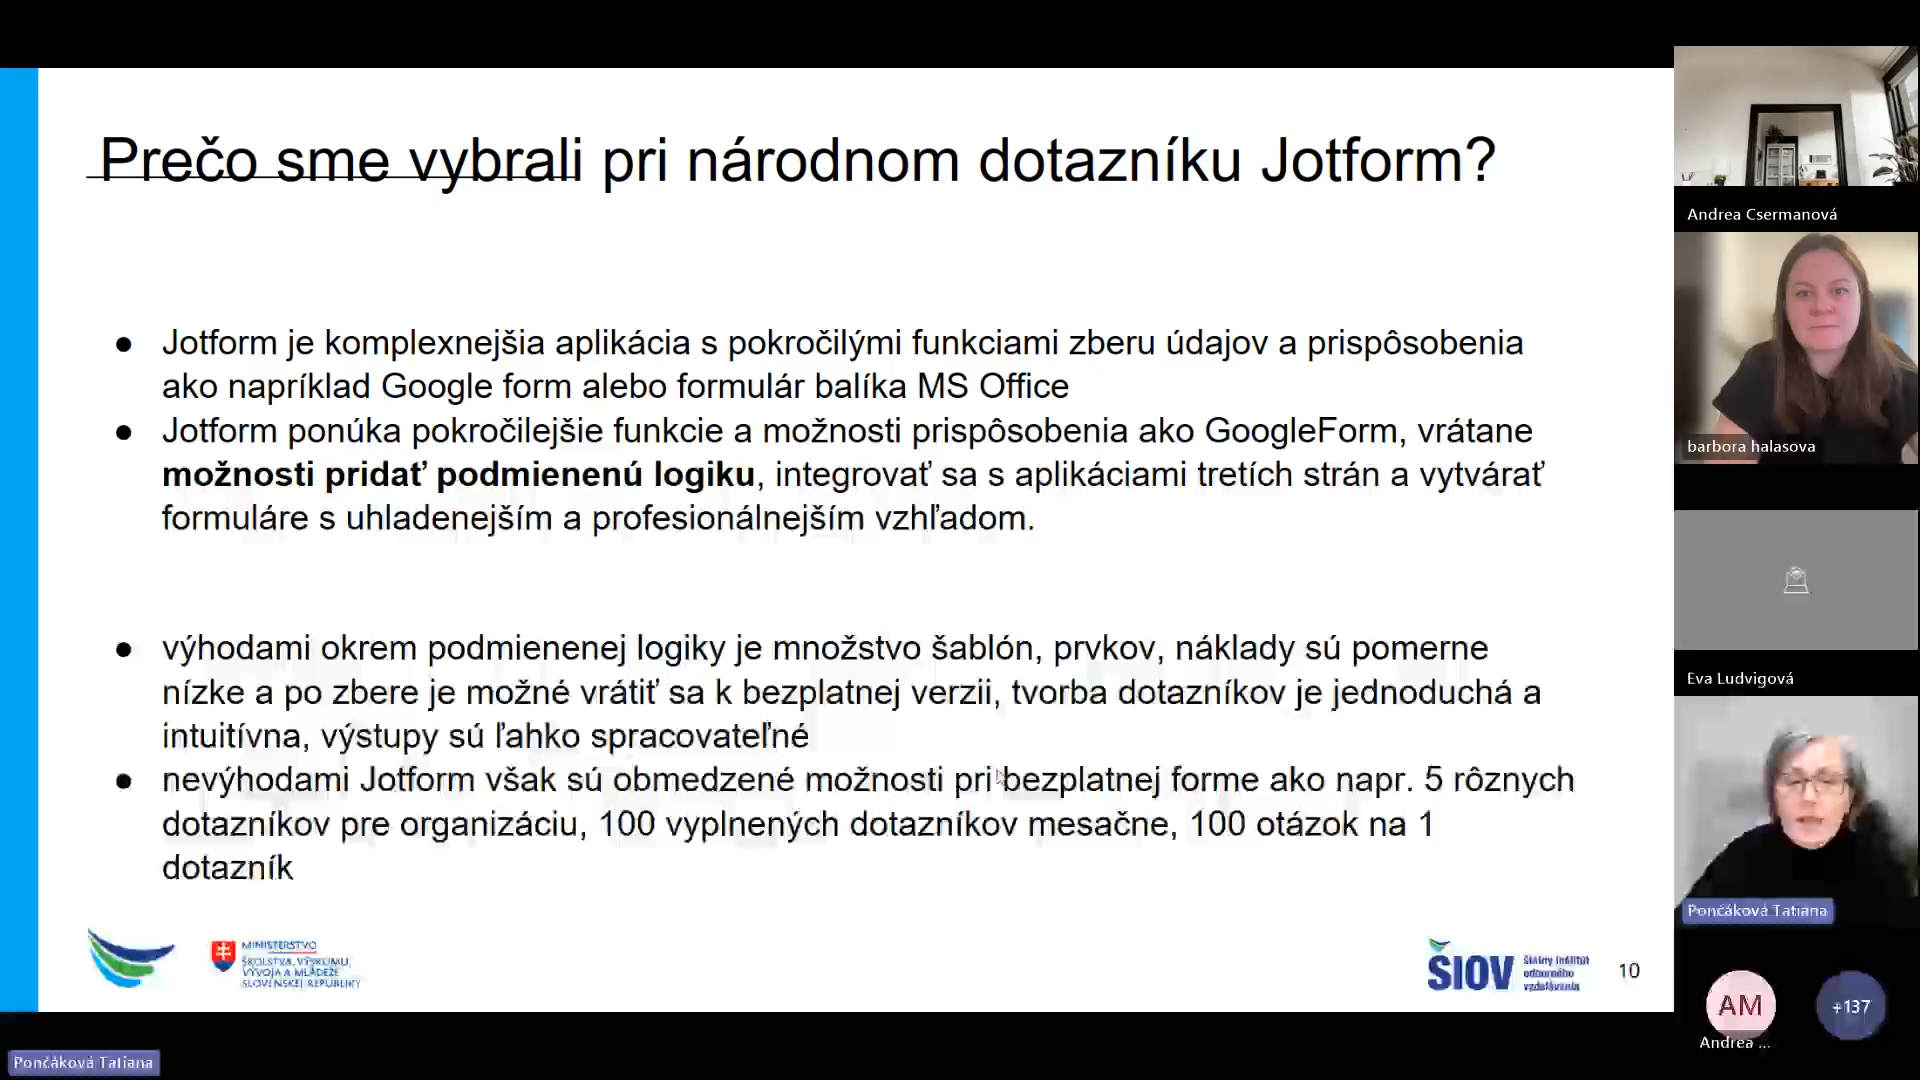 Prečo sme vybrali pri národnom dotazníku Jotform?
● Jotform je komplexnejšia aplikácia s pokročilými funkciami zberu údajov a prispôsobenia
ako napríklad Google form alebo formulár balíka MS Office
● Jotform ponúka pokročilejšie funkcie a možnosti prispôsobenia ako GoogleForm, vrátane
možnosti pridať podmienenú logiku, integrovať sa s aplikáciami tretích strán a vytvárať
formuláre s uhladenejším a profesionálnejším vzhľadom.
● výhodami okrem podmienenej logiky je množstvo šablón, prvkov, náklady sú pomerne
nízke a po zbere je možné vrátiť sa k bezplatnej verzii, tvorba dotazníkov je jednoduchá a
intuitívna, výstupy sú ľahko spracovateľné
● nevýhodami Jotform však sú obmedzené možnosti pri bezplatnej forme ako napr. 5 rôznych
dotazníkov pre organizáciu, 100 vyplnených dotazníkov mesačne, 100 otázok na 1
dotazník
MINISTERSTVO
ŠKOLSTVA, VÝSKUMU,
VÝVOJA A MLÁDEŽE
SLOVENSKEJ REPUBLIKY
ŠIOV
Štátny inštitút
odborného
vzdelávania
10
Pončáková Tatiana
Andrea Csermanová
barbora halasova
Eva Ludvigová
Pončáková Tatiana
AM
Andrea ...
+137